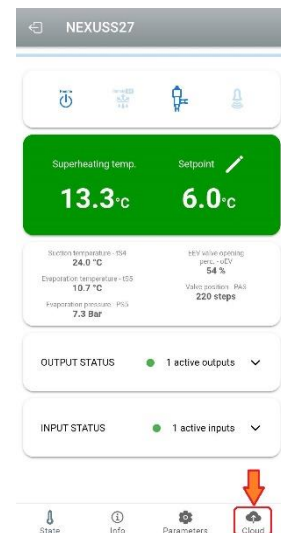 NEXUSS27
Superheating temp.
Setpoint
13.3°C
6.0°C
Suction temperature - tS4
24.0 °C
Evaporation temperature - tS5
10.7 °C
Evaporation pressure - PS5
7.3 Bar
EEV valve opening
perc. - oEV
54 %
Valve position - PA3
220 steps
OUTPUT STATUS
1 active outputs
INPUT STATUS
1 active inputs
State
Info
Parameters
Cloud